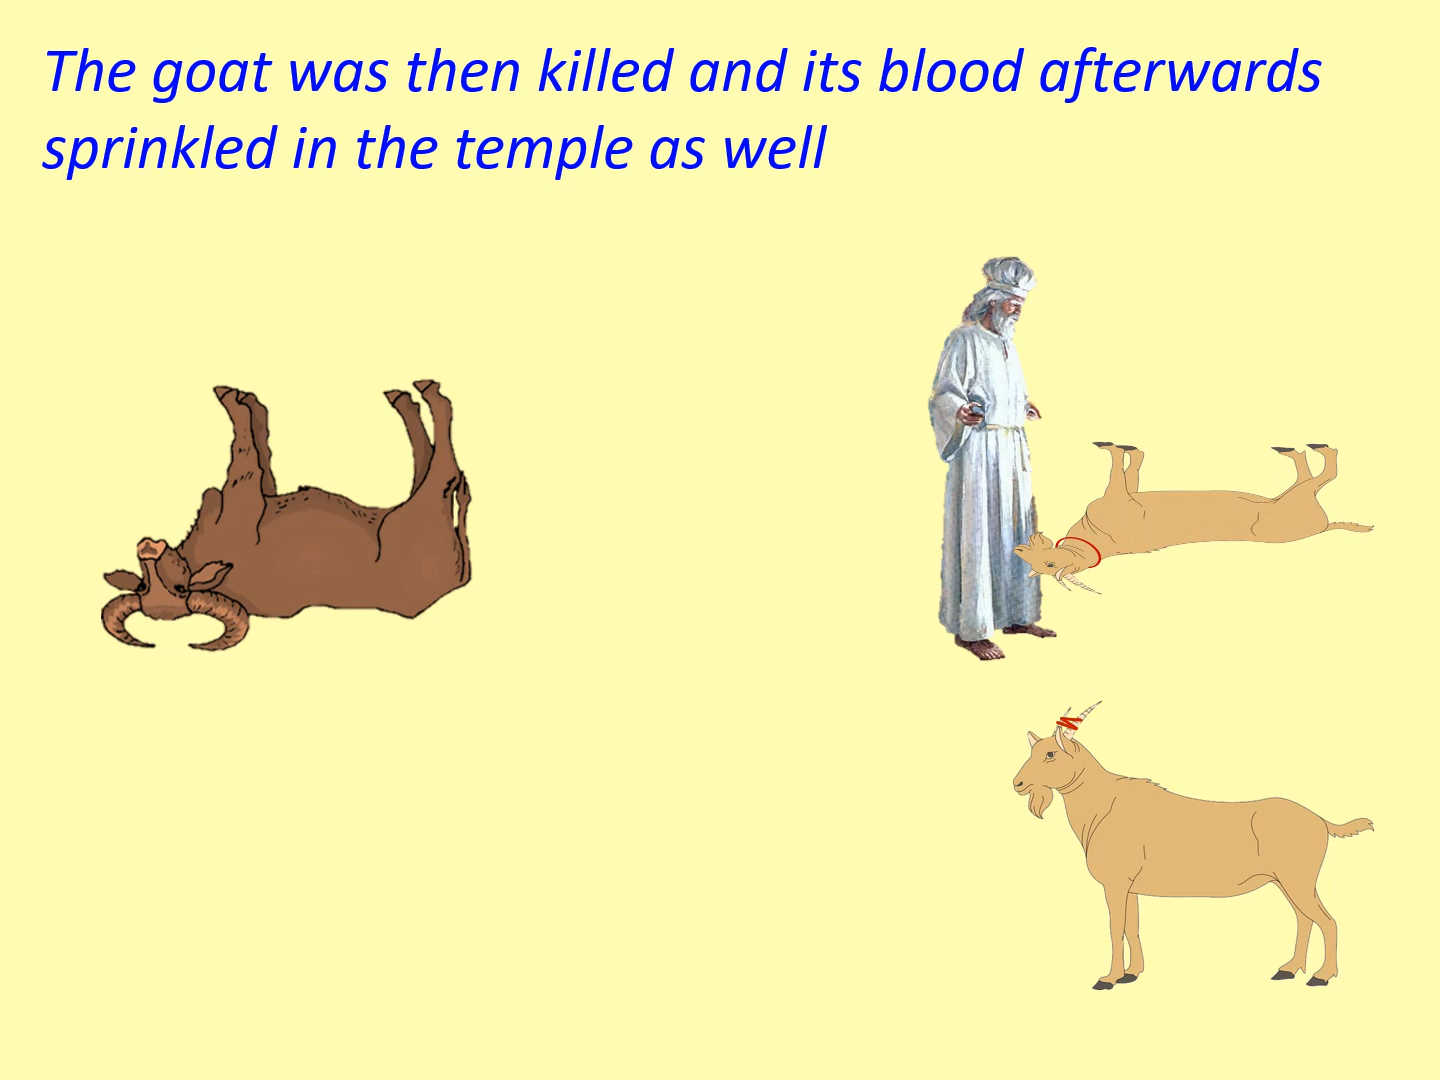 The goat was then killed and its blood afterwards
sprinkled in the temple as well